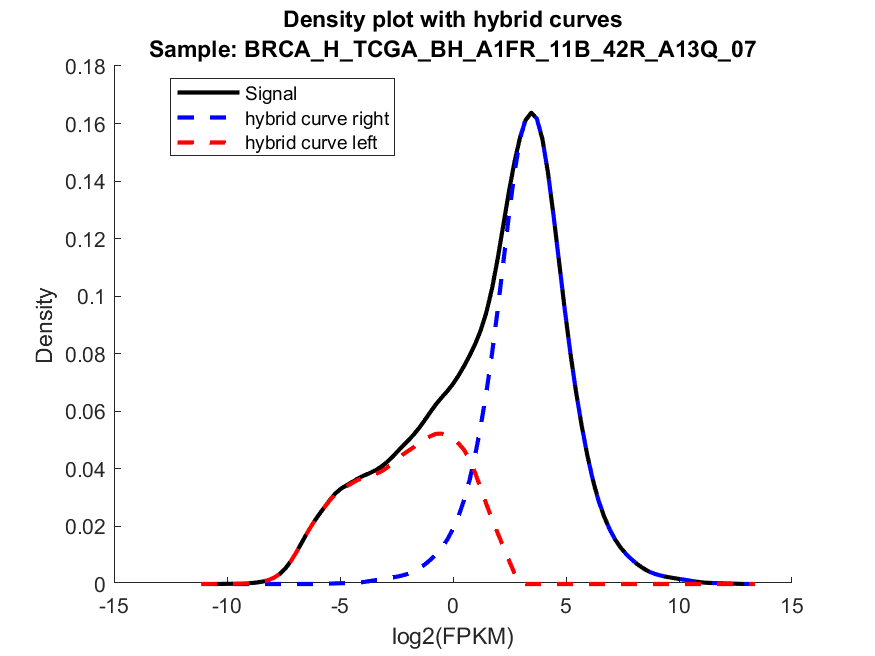 Density plot with hybrid curves
Sample: BRCA_H_TCGA_BH_A1FR_11B_42R_A13Q_07
Signal
hybrid curve right
hybrid curve left
0.18
0.16
0.14
0.12
0.1
0.08
0.06
0.04
0.02
0
Density
-15
-10
-5
0
5
10
15
log2(FPKM)